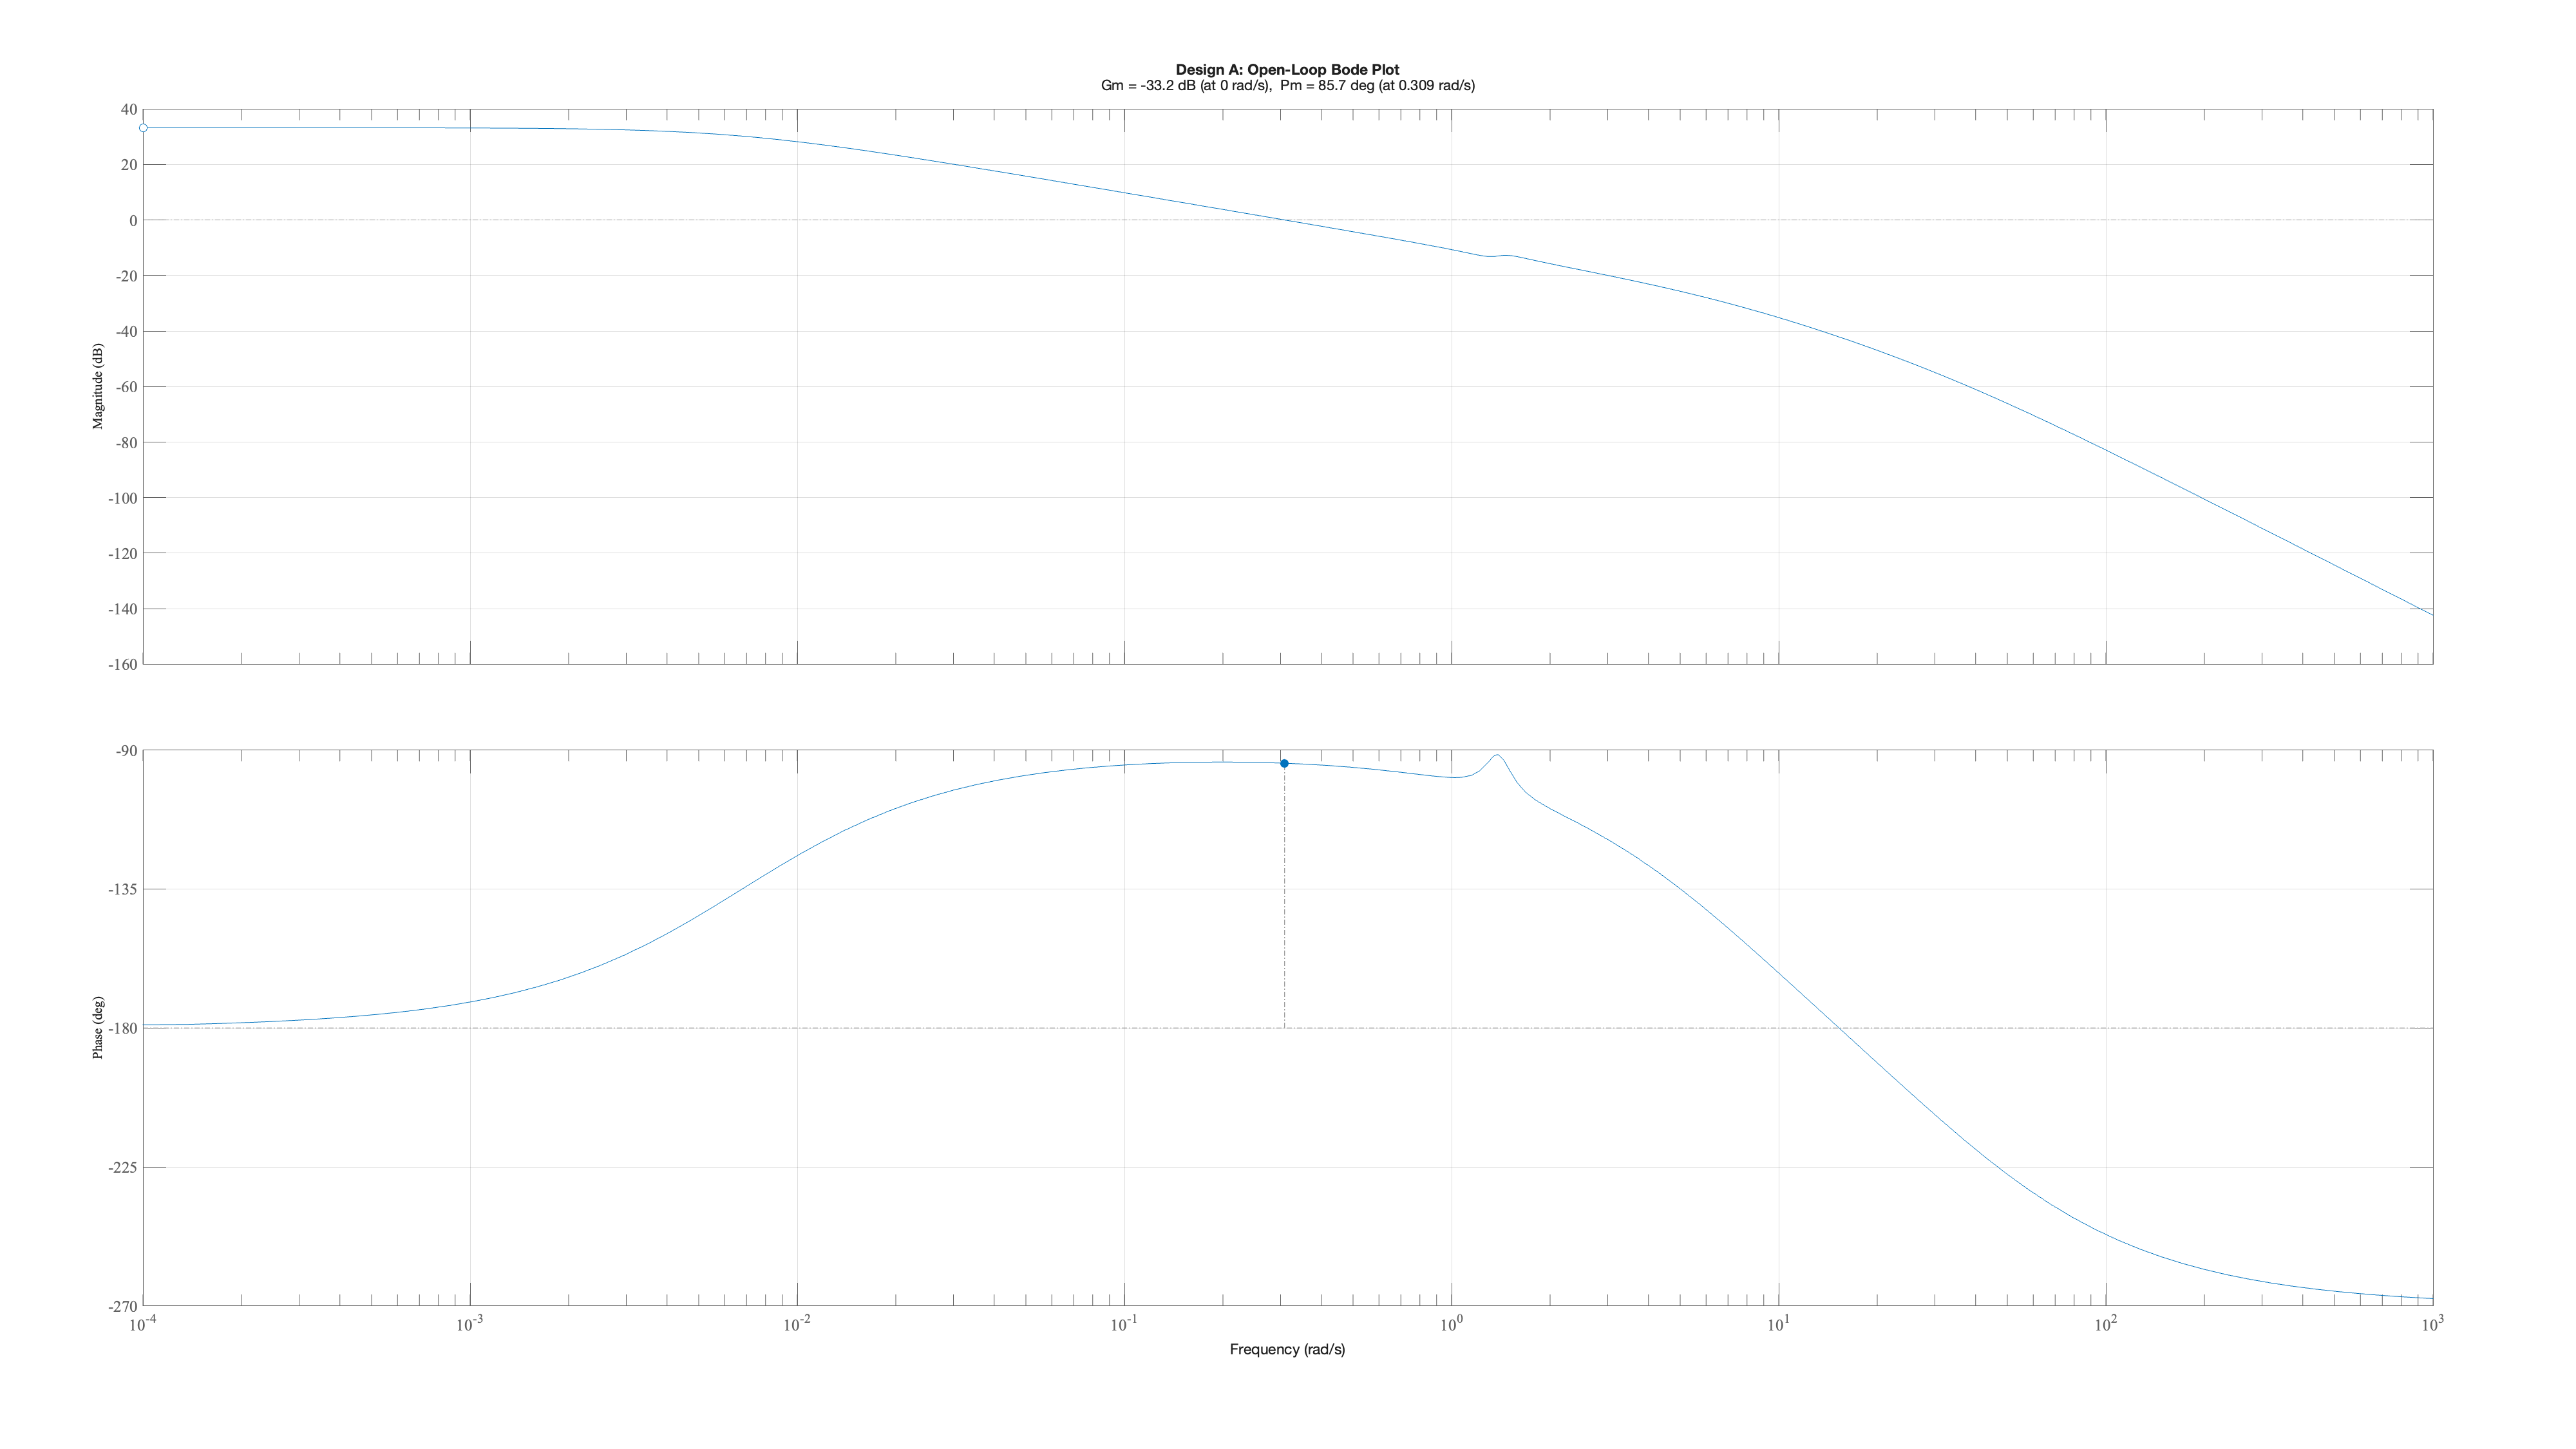 Design A: Open-Loop Bode Plot
Gm = -33.2 dB (at 0 rad/s),  Pm = 85.7 deg (at 0.309 rad/s)
40
20
0
-20
-40
-60
-80
-100
-120
-140
-160
Magnitude (dB)
-90
-135
-180
-225
-270
Phase (deg)
10^-4 10^-3 10^-2 10^-1 10^0 10^1 10^2 10^3
Frequency (rad/s)